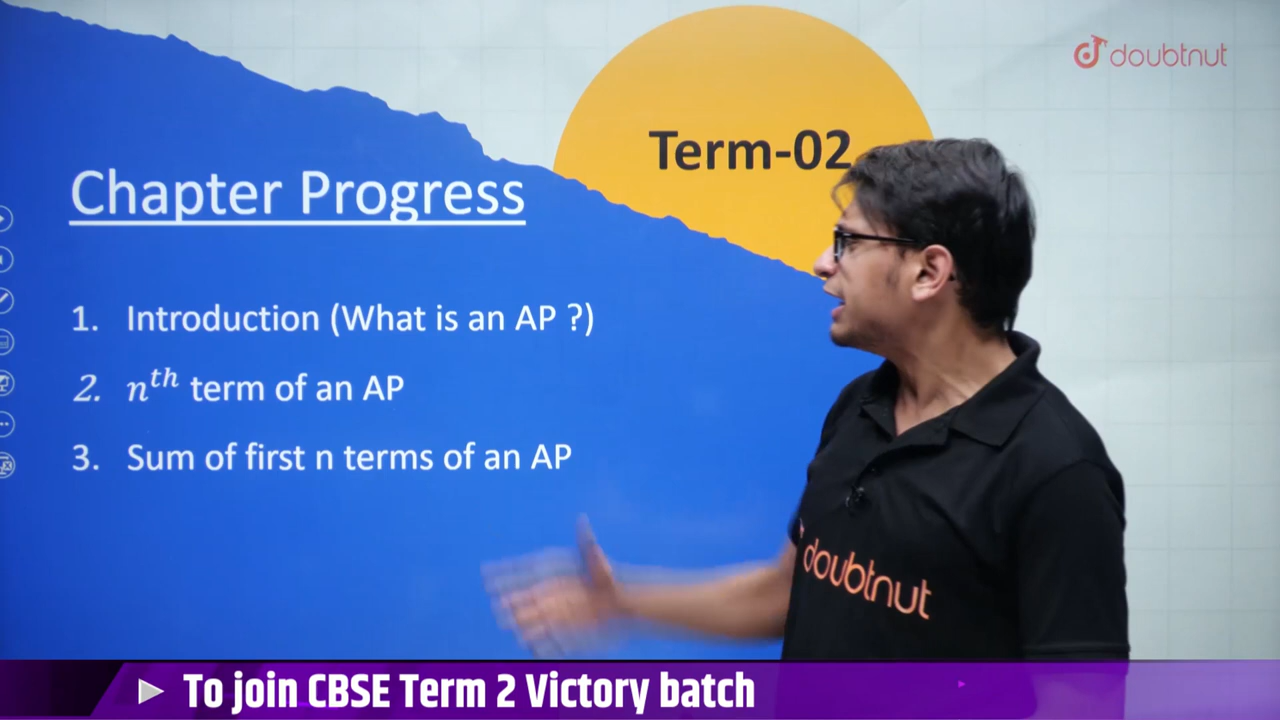 doubtnut
Term-02
Chapter Progress
1. Introduction (What is an AP ?)
2. nth term of an AP
3. Sum of first n terms of an AP
doubtnut
To join CBSE Term 2 Victory batch